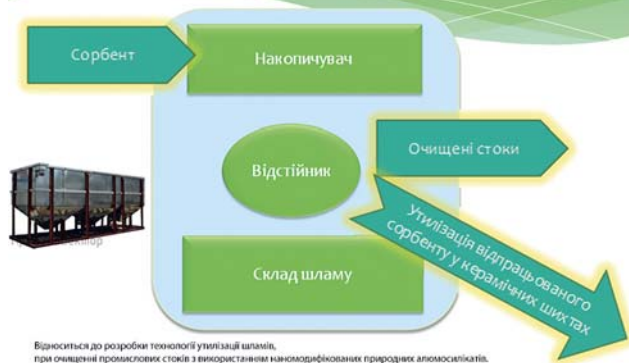 Сорбент
Накопичувач
Очищені стоки
Відстійник
Утилізація відпрацьованого
сорбенту у керамічних шихтах
Склад шламу
Відноситься до розробки технології утилізації шламів,
при очищенні промислових стоків з використанням наномодифікованих природних алюмосилікатів.